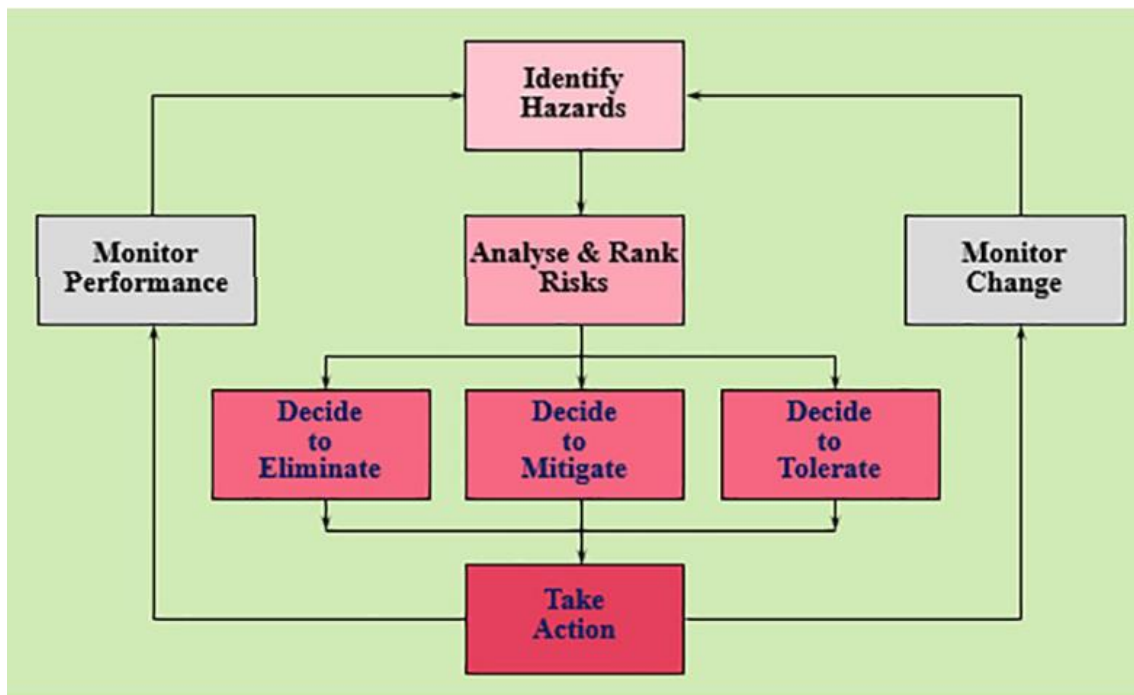 Identify
Hazards
Monitor
Performance
Analyse & Rank
Risks
Monitor
Change
Decide
to
Eliminate
Decide
to
Mitigate
Decide
to
Tolerate
Take
Action